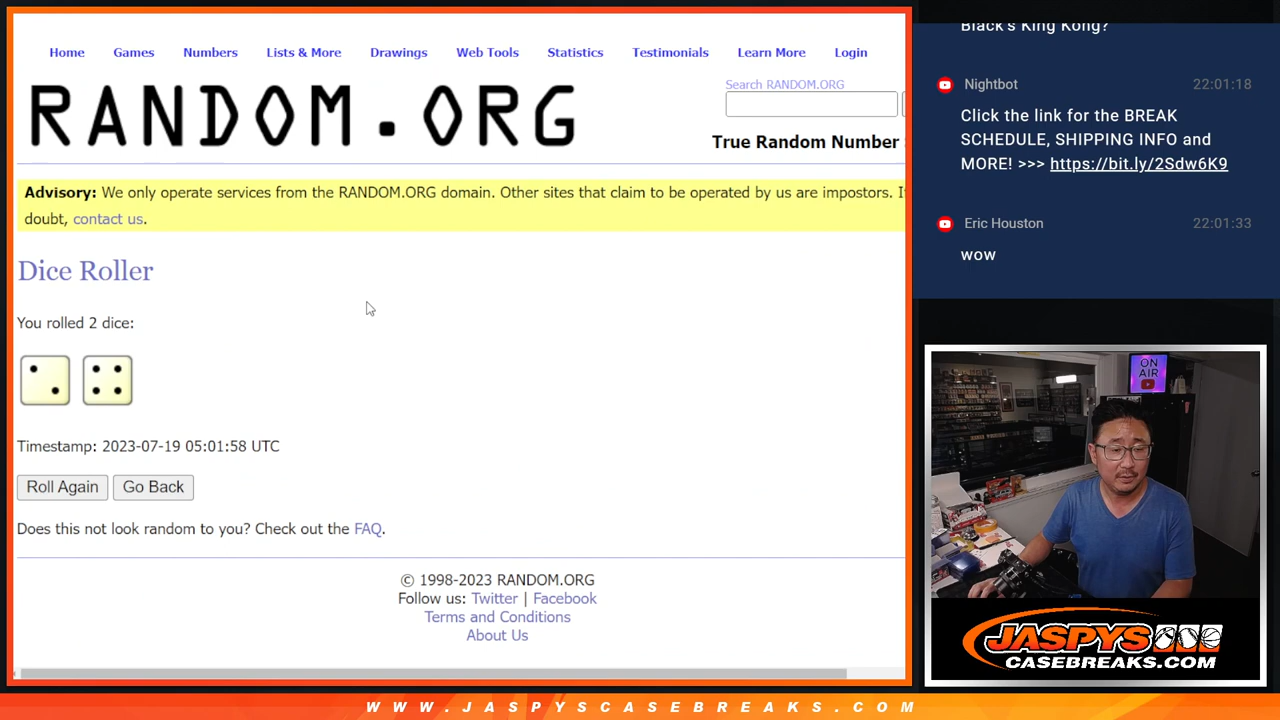 Home Games Numbers Lists & More Drawings Web Tools Statistics Testimonials Learn More Login
Search RANDOM.ORG
RANDOM.ORG
True Random Number
Advisory: We only operate services from the RANDOM.ORG domain. Other sites that claim to be operated by us are impostors.
doubt, contact us.
Dice Roller
You rolled 2 dice:
Timestamp: 2023-07-19 05:01:58 UTC
Roll Again Go Back
Does this not look random to you? Check out the FAQ.
© 1998-2023 RANDOM.ORG
Follow us: Twitter | Facebook
Terms and Conditions
About Us
Black's King Kong?
Nightbot 22:01:18
Click the link for the BREAK
SCHEDULE, SHIPPING INFO and
MORE! >>> https://bit.ly/2Sdw6K9
Eric Houston 22:01:33
wow
ON
AIR
JASPYS
CASEBREAKS.COM
WWW.JASPYSCASEBREAKS.COM